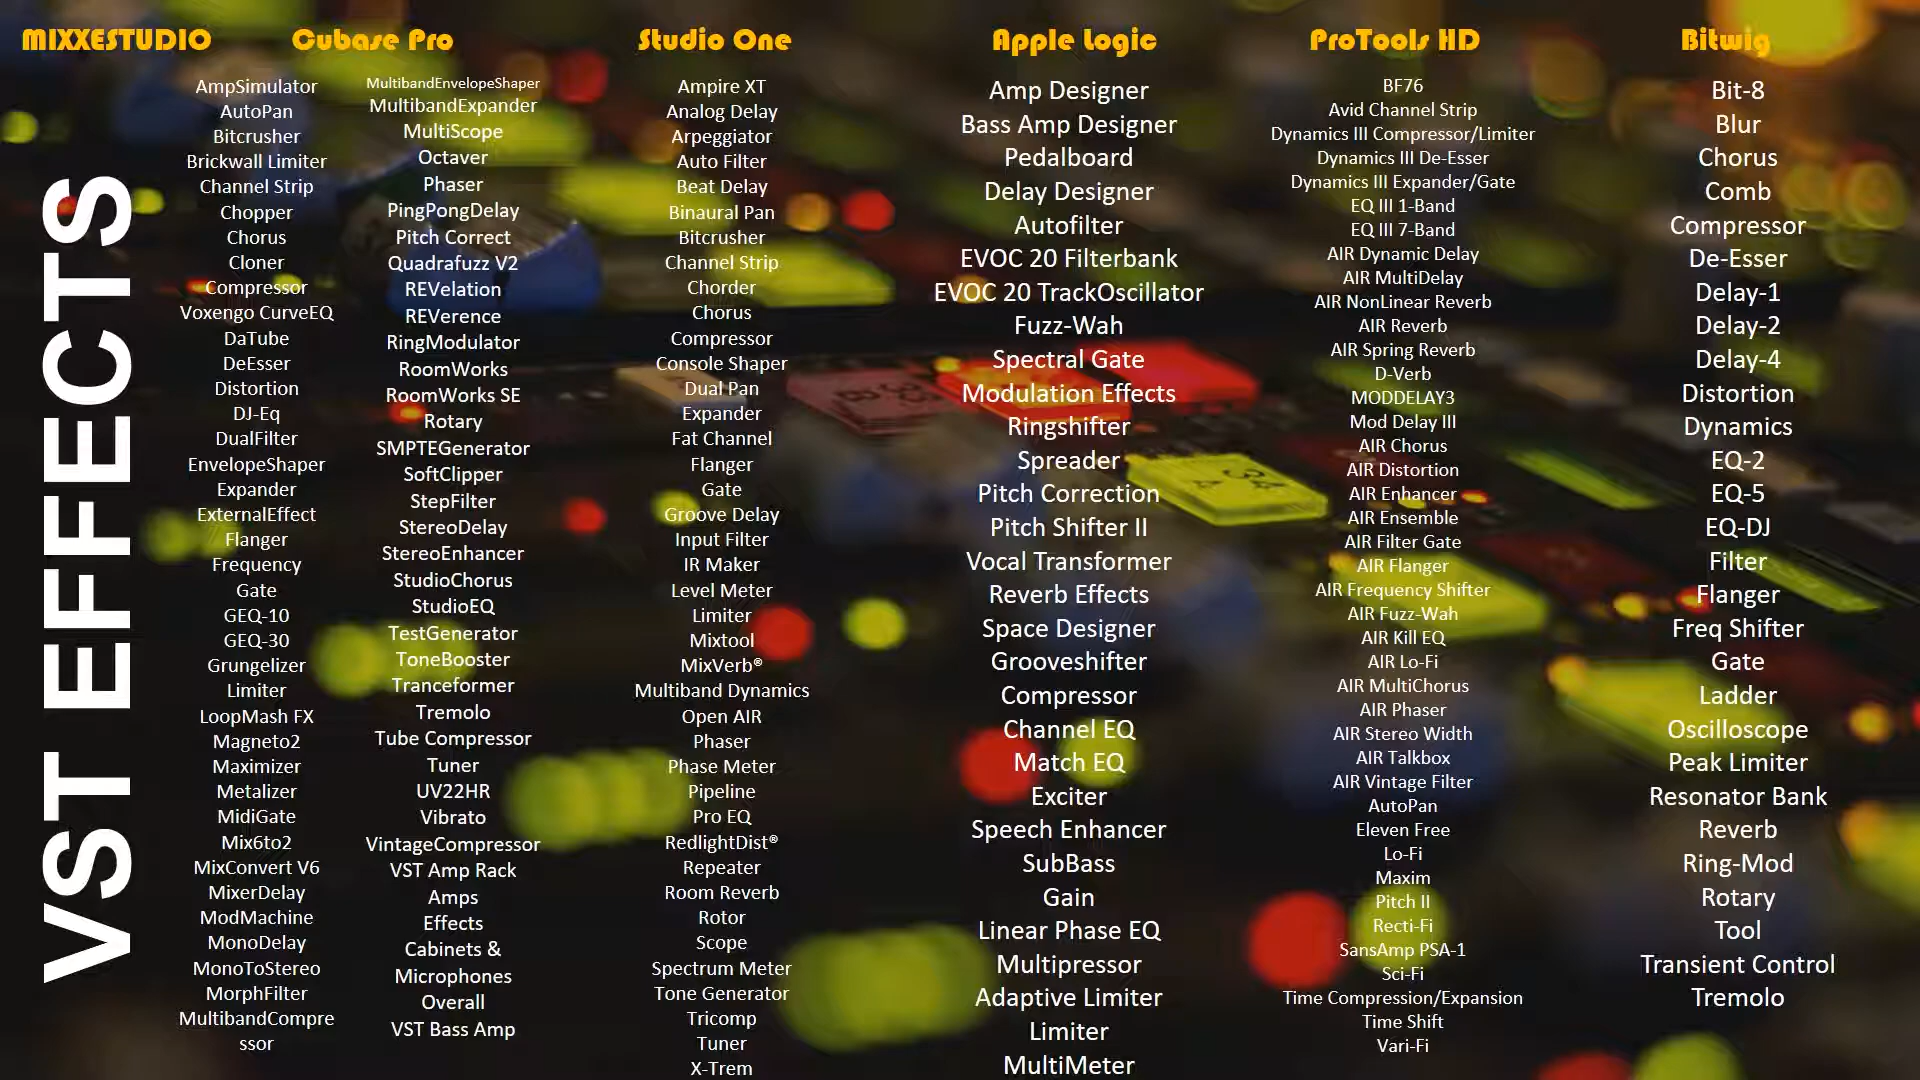 MIXXESTUDIO
VST EFFECTS
Cubase Pro
AmpSimulator
AutoPan
Bitcrusher
Brickwall Limiter
Channel Strip
Chopper
Chorus
Cloner
Compressor
Voxengo CurveEQ
DaTube
DeEsser
Distortion
DJ-Eq
DualFilter
EnvelopeShaper
Expander
ExternalEffect
Flanger
Frequency
Gate
GEQ-10
GEQ-30
Grungelizer
Limiter
LoopMash FX
Magneto2
Maximizer
Metalizer
MidiGate
Mix6to2
MixConvert V6
MixerDelay
ModMachine
MonoDelay
MonoToStereo
MorphFilter
MultibandCompre
ssor
MultibandEnvelopeShaper
MultibandExpander
MultiScope
Octaver
Phaser
PingPongDelay
Pitch Correct
Quadrafuzz V2
REVelation
REVerence
RingModulator
RoomWorks
RoomWorks SE
Rotary
SMPTEGenerator
SoftClipper
StepFilter
StereoDelay
StereoEnhancer
StudioChorus
StudioEQ
TestGenerator
ToneBooster
Tranceformer
Tremolo
Tube Compressor
Tuner
UV22HR
Vibrato
VintageCompressor
VST Amp Rack
Amps
Effects
Cabinets &
Microphones
Overall
VST Bass Amp
Studio One
Ampire XT
Analog Delay
Arpeggiator
Auto Filter
Beat Delay
Binaural Pan
Bitcrusher
Channel Strip
Chorder
Chorus
Compressor
Console Shaper
Dual Pan
Expander
Fat Channel
Flanger
Gate
Groove Delay
Input Filter
IR Maker
Level Meter
Limiter
Mixtool
MixVerb®
Multiband Dynamics
Open AIR
Phaser
Phase Meter
Pipeline
Pro EQ
RedlightDist®
Repeater
Room Reverb
Rotor
Scope
Spectrum Meter
Tone Generator
Tricomp
Tuner
X-Trem
Apple Logic
Amp Designer
Bass Amp Designer
Pedalboard
Delay Designer
Autofilter
EVOC 20 Filterbank
EVOC 20 TrackOscillator
Fuzz-Wah
Spectral Gate
Modulation Effects
Ringshifter
Spreader
Pitch Correction
Pitch Shifter II
Vocal Transformer
Reverb Effects
Space Designer
Grooveshifter
Compressor
Channel EQ
Match EQ
Exciter
Speech Enhancer
SubBass
Gain
Linear Phase EQ
Multipressor
Adaptive Limiter
Limiter
MultiMeter
ProTools HD
BF76
Avid Channel Strip
Dynamics III Compressor/Limiter
Dynamics III De-Esser
Dynamics III Expander/Gate
EQ III 1-Band
EQ III 7-Band
AIR Dynamic Delay
AIR MultiDelay
AIR NonLinear Reverb
AIR Reverb
AIR Spring Reverb
D-Verb
MODDELAY3
Mod Delay III
AIR Chorus
AIR Distortion
AIR Enhancer
AIR Ensemble
AIR Filter Gate
AIR Flanger
AIR Frequency Shifter
AIR Fuzz-Wah
AIR Kill EQ
AIR Lo-Fi
AIR MultiChorus
AIR Phaser
AIR Stereo Width
AIR Talkbox
AIR Vintage Filter
AutoPan
Eleven Free
Lo-Fi
Maxim
Pitch II
Recti-Fi
SansAmp PSA-1
Sci-Fi
Time Compression/Expansion
Time Shift
Vari-Fi
Bitwig
Bit-8
Blur
Chorus
Comb
Compressor
De-Esser
Delay-1
Delay-2
Delay-4
Distortion
Dynamics
EQ-2
EQ-5
EQ-DJ
Filter
Flanger
Freq Shifter
Gate
Ladder
Oscilloscope
Peak Limiter
Resonator Bank
Reverb
Ring-Mod
Rotary
Tool
Transient Control
Tremolo